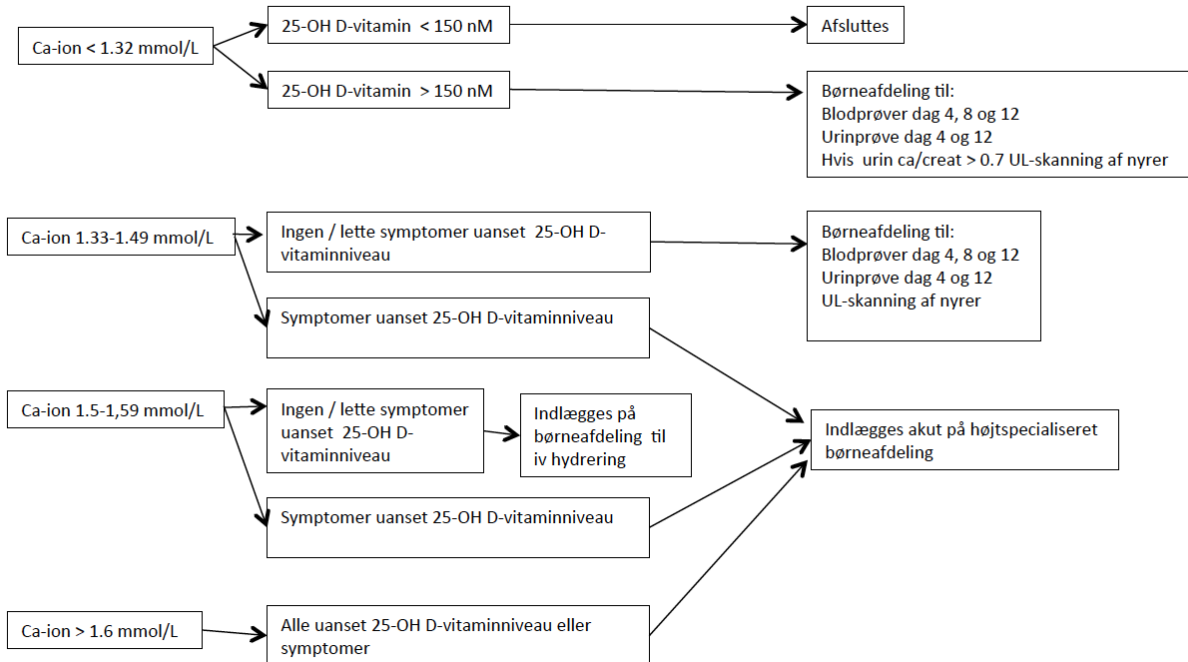 Ca-ion < 1.32 mmol/L
25-OH D-vitamin < 150 nM
Afsluttes
25-OH D-vitamin > 150 nM
Børneafdeling til:
Blodprøver dag 4, 8 og 12
Urinprøve dag 4 og 12
Hvis urin ca/creat > 0.7 UL-skanning af nyrer
Ca-ion 1.33-1.49 mmol/L
Ingen / lette symptomer uanset 25-OH D-
vitaminniveau
Børneafdeling til:
Blodprøver dag 4, 8 og 12
Urinprøve dag 4 og 12
UL-skanning af nyrer
Symptomer uanset 25-OH D-vitaminniveau
Ca-ion 1.5-1,59 mmol/L
Ingen / lette symptomer
uanset 25-OH D-
vitaminniveau
Indlægges på
børneafdeling til
iv hydrering
Indlægges akut på højtspecialiseret
børneafdeling
Symptomer uanset 25-OH D-vitaminniveau
Ca-ion > 1.6 mmol/L
Alle uanset 25-OH D-vitaminniveau eller
symptomer